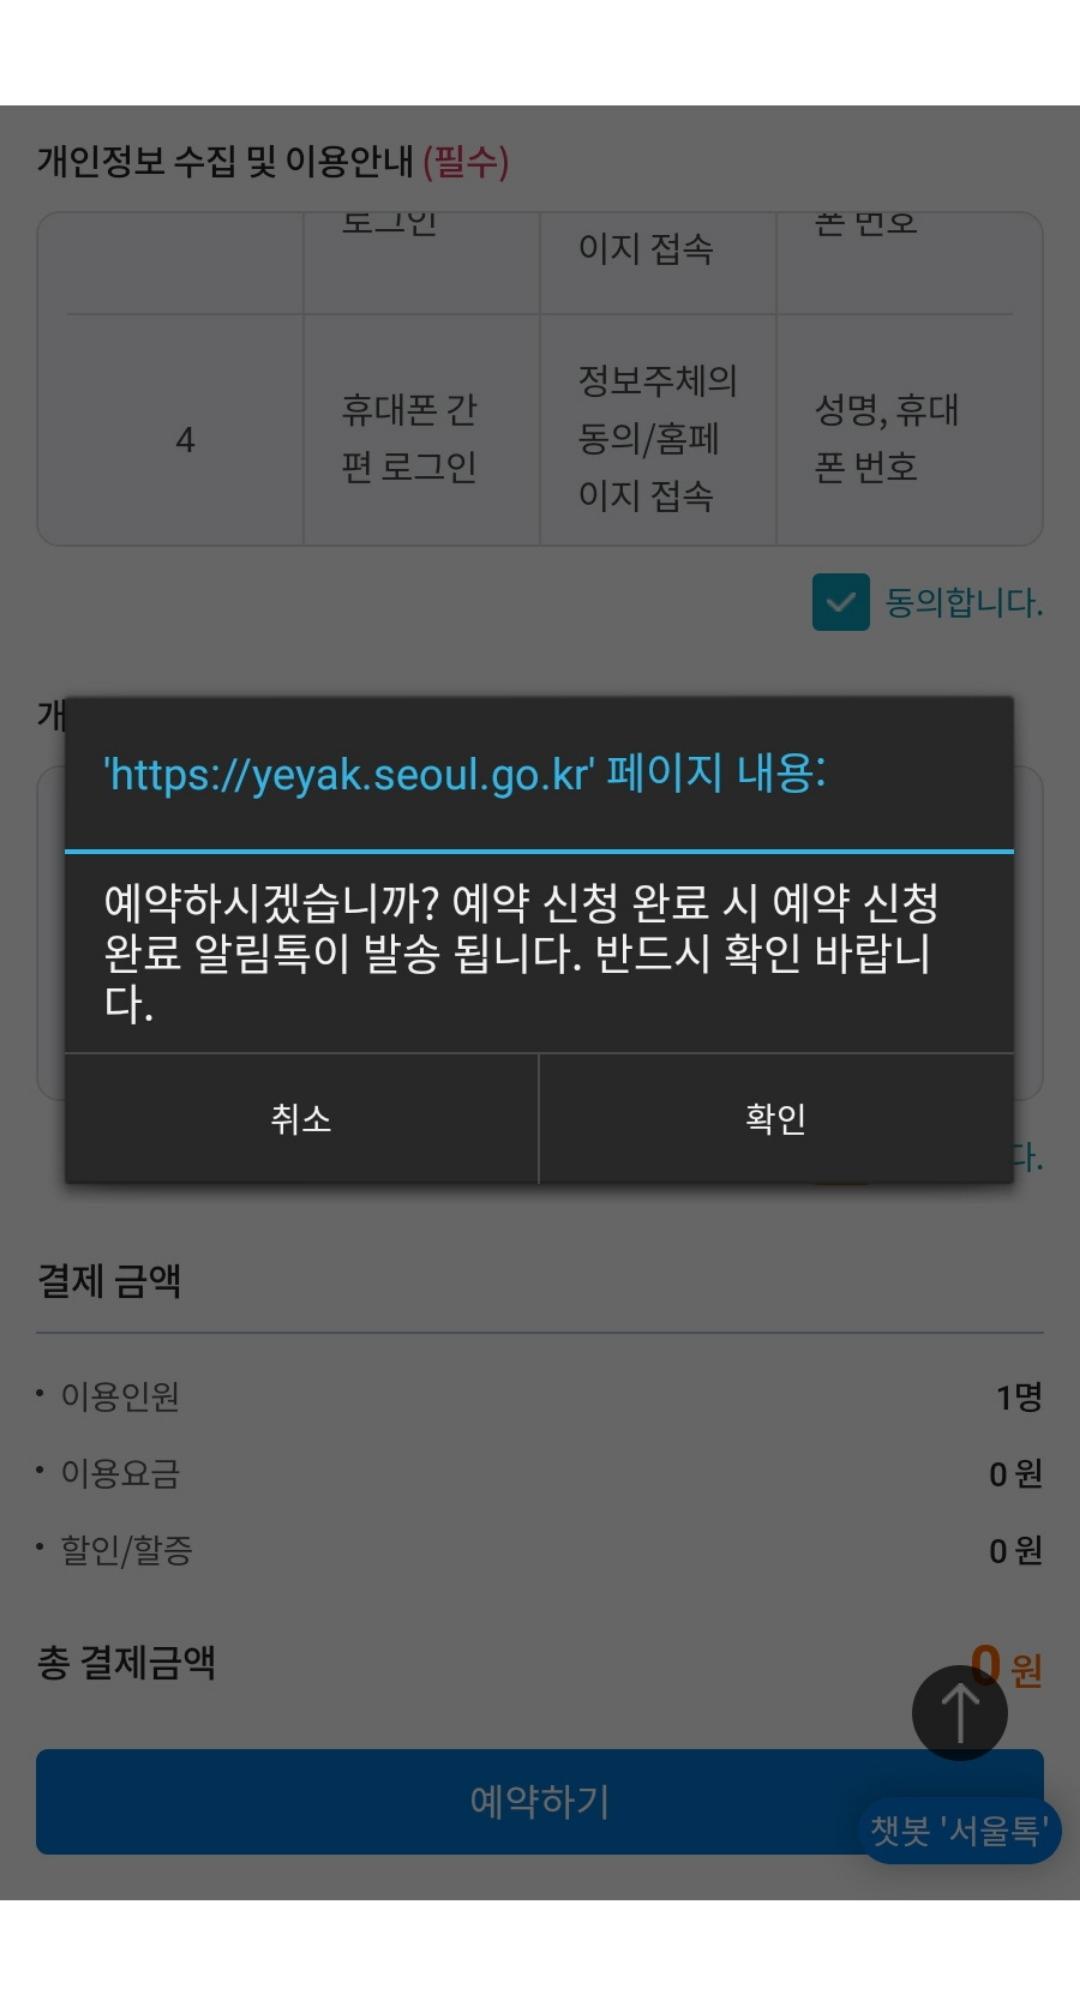 개인정보 수집 및 이용안내 (필수)
로그인
이지 접속
폰 번호
4
휴대폰 간
편 로그인
정보주체의
동의/홈페
이지 접속
성명, 휴대
폰 번호
동의합니다.
개
'https://yeyak.seoul.go.kr' 페이지 내용:
예약하시겠습니까? 예약 신청 완료 시 예약 신청
완료 알림톡이 발송 됩니다. 반드시 확인 바랍니
다.
취소
확인
다.
결제 금액
• 이용인원 1명
• 이용요금 0 원
• 할인/할증 0 원
총 결제금액 0 원
예약하기
챗봇 '서울톡'